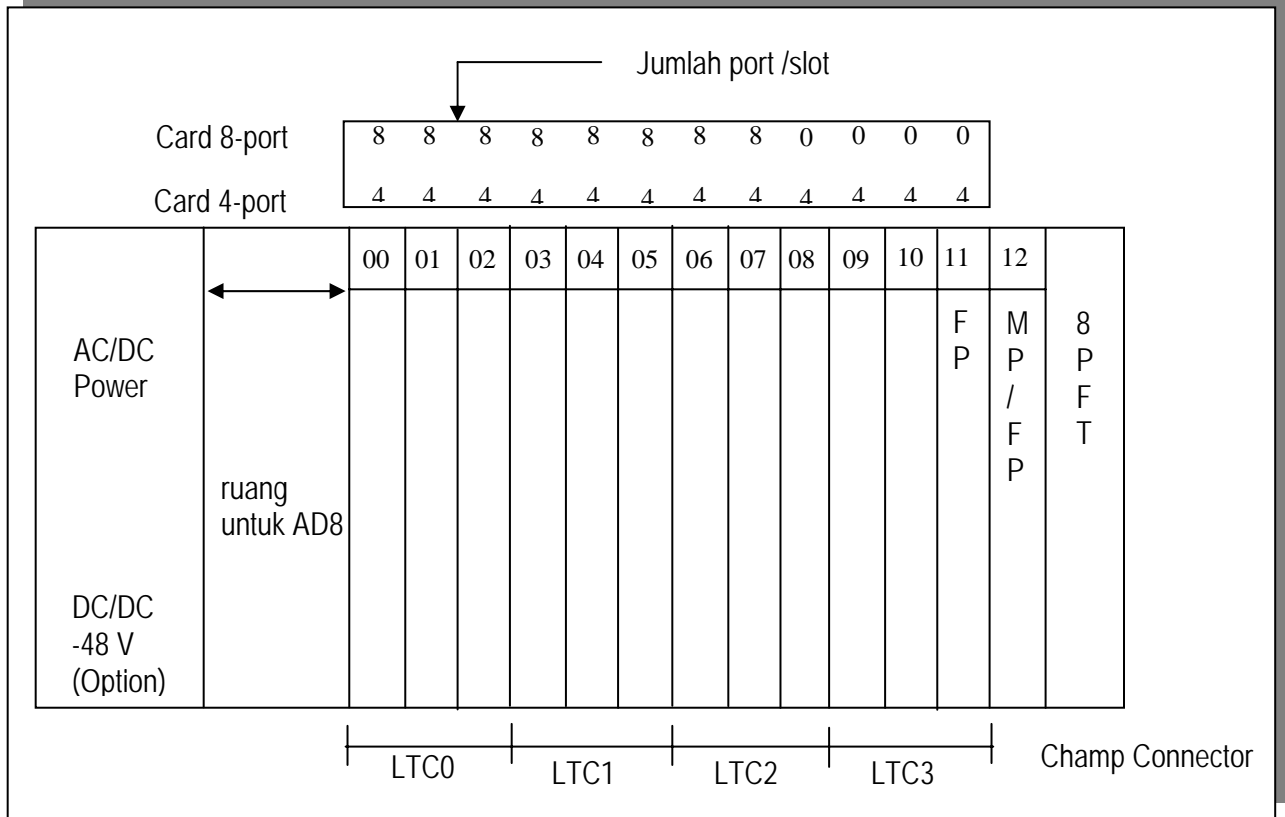 Jumlah port /slot
Card 8-port 8 8 8 8 8 8 8 8 0 0 0 0
Card 4-port 4 4 4 4 4 4 4 4 4 4 4 4
00 01 02 03 04 05 06 07 08 09 10 11 12
AC/DC
Power
ruang
untuk AD8
DC/DC
-48 V
(Option)
F
P
M
P
/
F
P
8
P
F
T
LTC0 LTC1 LTC2 LTC3 Champ Connector